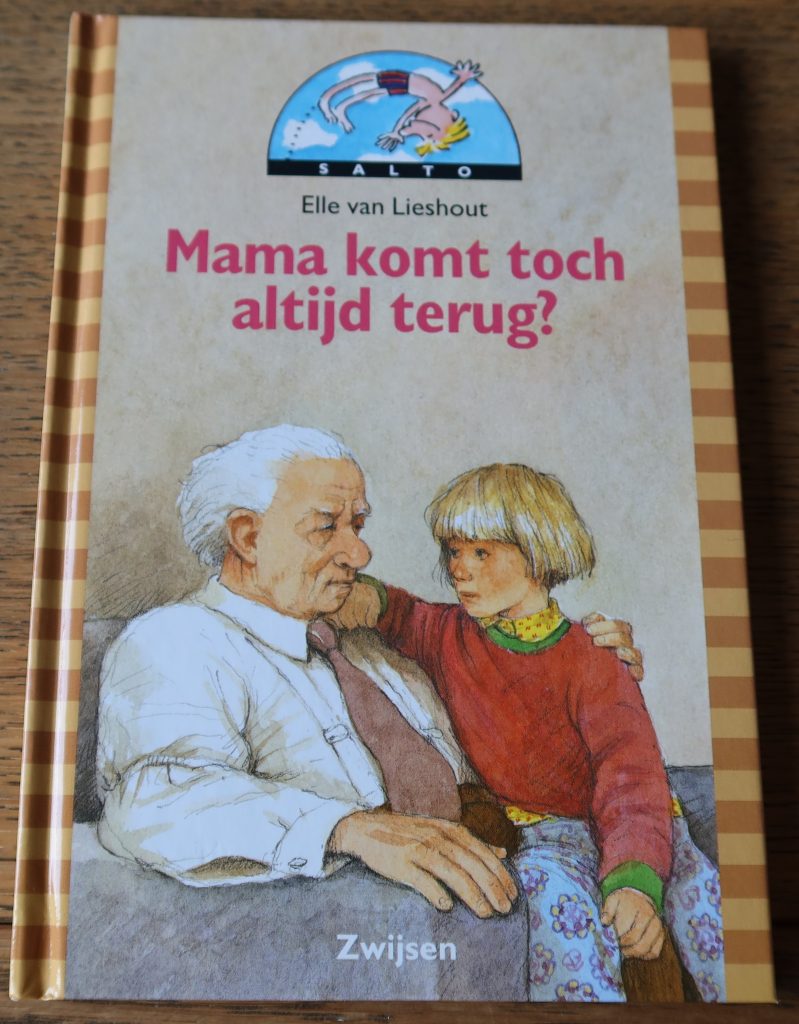 SALTO
Elle van Lieshout
Mama komt toch
altijd terug?
Zwijsen